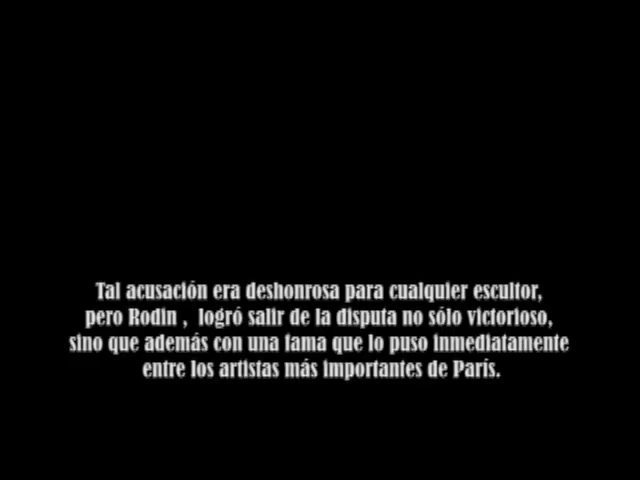 Tal acusación era deshonrosa para cualquier escultor,
pero Rodin , logró salir de la disputa no sólo victorioso,
sino que además con una fama que lo puso inmediatamente
entre los artistas más importantes de París.